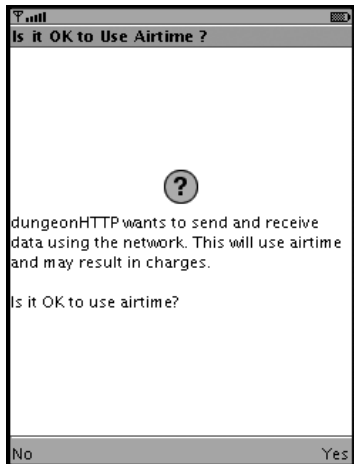 Is it OK to Use Airtime ?
?
dungeonHTTP wants to send and receive
data using the network. This will use airtime
and may result in charges.
Is it OK to use airtime?
No Yes